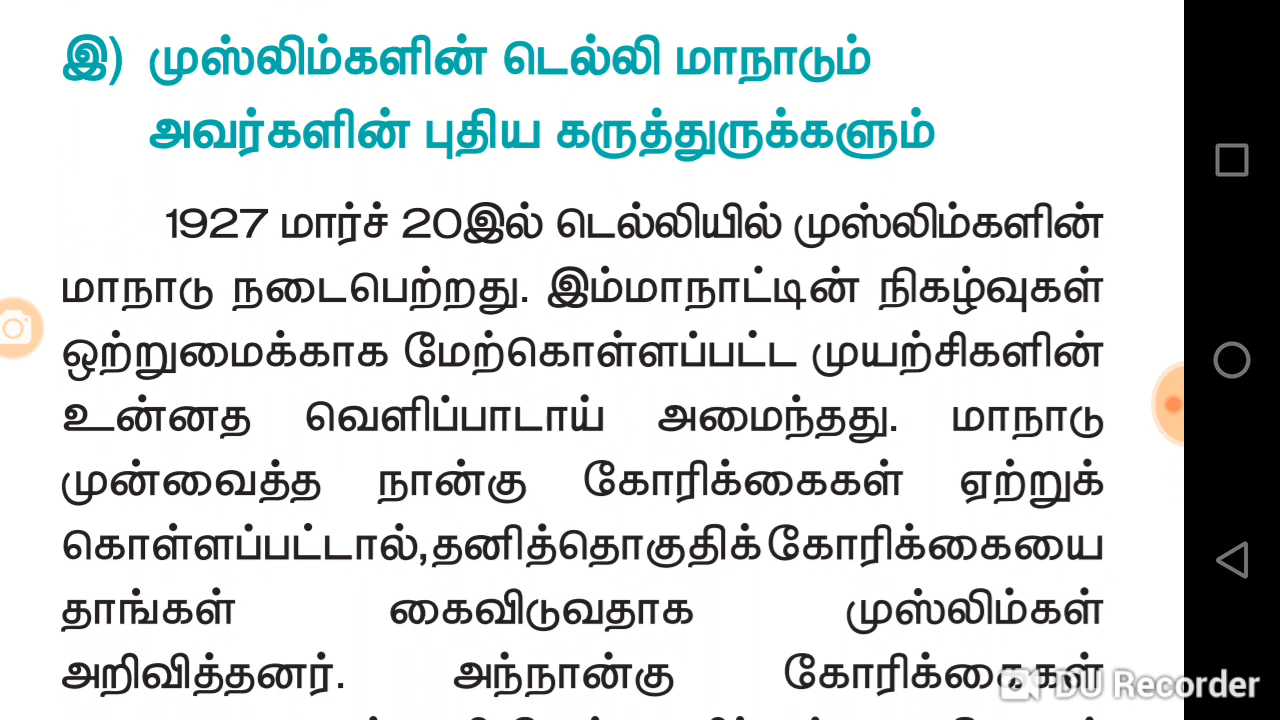 இ) முஸ்லிம்களின் டெல்லி மாநாடும்
அவர்களின் புதிய கருத்துருக்களும்
1927 மார்ச் 20இல் டெல்லியில் முஸ்லிம்களின்
மாநாடு நடைபெற்றது. இம்மாநாட்டின் நிகழ்வுகள்
ஒற்றுமைக்காக மேற்கொள்ளப்பட்ட முயற்சிகளின்
உன்னத வெளிப்பாடாய் அமைந்தது. மாநாடு
முன்வைத்த நான்கு கோரிக்கைகள் ஏற்றுக்
கொள்ளப்பட்டால்,தனித்தொகுதிக் கோரிக்கையை
தாங்கள் கைவிடுவதாக முஸ்லிம்கள்
அறிவித்தனர். அந்நான்கு கோரிக்கைகள்
DU Recorder